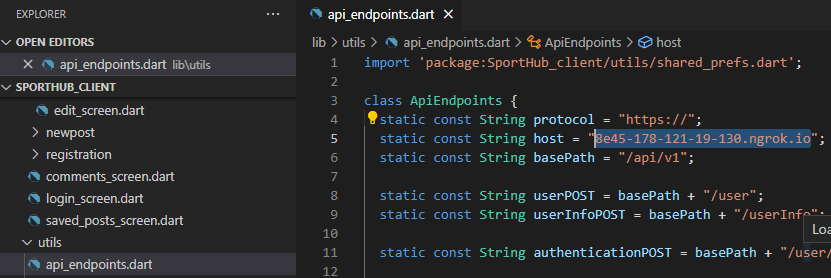 EXPLORER
···
OPEN EDITORS
api_endpoints.dart lib\utils
SPORTHUB_CLIENT
edit_screen.dart
newpost
registration
comments_screen.dart
login_screen.dart
saved_posts_screen.dart
utils
api_endpoints.dart
api_endpoints.dart
lib > utils > api_endpoints.dart > ApiEndpoints > host
1 import 'package:SportHub_client/utils/shared_prefs.dart';
2
3 class ApiEndpoints {
4 static const String protocol = "https://";
5 static const String host = "8e45-178-121-19-130.ngrok.io";
6 static const String basePath = "/api/v1";
7
8 static const String userPOST = basePath + "/user";
9 static const String userInfoPOST = basePath + "/userInfo";
10
11 static const String authenticationPOST = basePath + "/user/
12
Loa